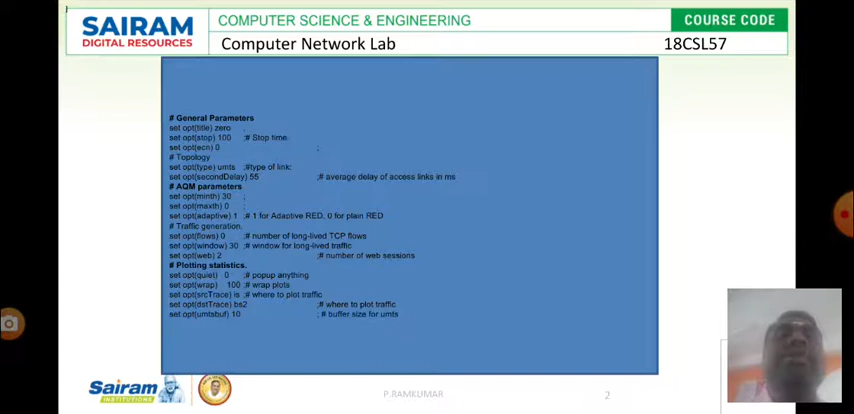 SAIRAM
DIGITAL RESOURCES
COMPUTER SCIENCE & ENGINEERING
COURSE CODE
Computer Network Lab
18CSL57
# General Parameters
set opt(title) zero ;
set opt(stop) 100 ;# Stop time.
set opt(ecn) 0 ;
# Topology
set opt(type) umts ;#type of link:
set opt(secondDelay) 55 ;# average delay of access links in ms
# AQM parameters
set opt(minth) 30 ;
set opt(maxth) 0 ;
set opt(adaptive) 1 ;# 1 for Adaptive RED, 0 for plain RED
# Traffic generation.
set opt(flows) 0 ;# number of long-lived TCP flows
set opt(window) 30 ;# window for long-lived traffic
set opt(web) 2 ;# number of web sessions
# Plotting statistics.
set opt(quiet) 0 ;# popup anything
set opt(wrap) 100 ;# wrap plots
set opt(srcTrace) is ;# where to plot traffic
set opt(dstTrace) bs2 ;# where to plot traffic
set opt(umtsbuf) 10 ; # buffer size for umts
Sairam
INSTITUTIONS
P.RAMKUMAR
2